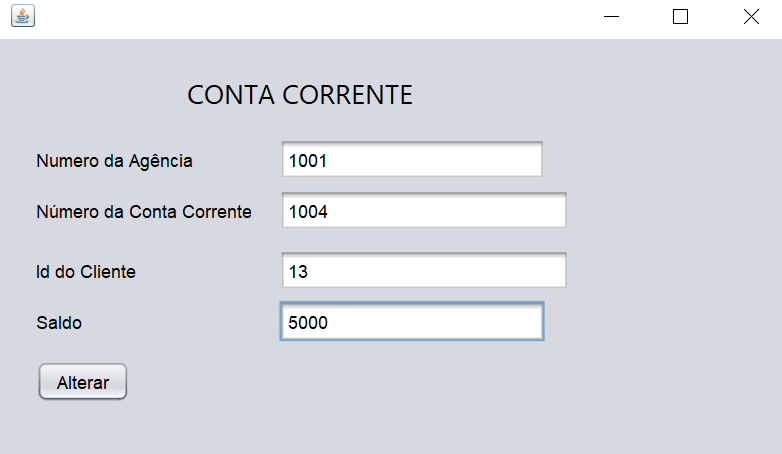 CONTA CORRENTE
Numero da Agência 1001
Número da Conta Corrente 1004
Id do Cliente 13
Saldo 5000
Alterar